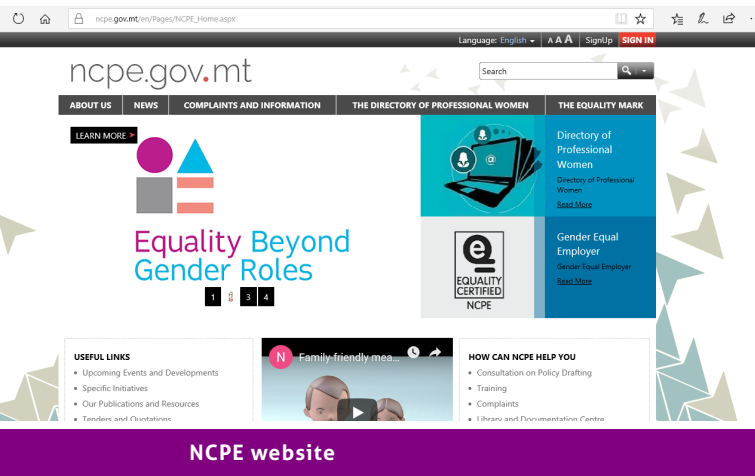 ncpe.gov.mt/en/Pages/NCPE_Home.aspx
Language: English A A A SignUp SIGN IN
ncpe.gov.mt
Search
ABOUT US NEWS COMPLAINTS AND INFORMATION THE DIRECTORY OF PROFESSIONAL WOMEN THE EQUALITY MARK
LEARN MORE >
Equality Beyond
Gender Roles
1 2 3 4
@
Directory of
Professional
Women
Directory of Professional
Women
Read More
e
EQUALITY
CERTIFIED
NCPE
Gender Equal
Employer
Gender Equal Employer
Read More
USEFUL LINKS
• Upcoming Events and Developments
• Specific Initiatives
• Our Publications and Resources
• Tenders and Quotations
N Family-friendly mea...
HOW CAN NCPE HELP YOU
• Consultation on Policy Drafting
• Training
• Complaints
• Library and Documentation Centre
NCPE website